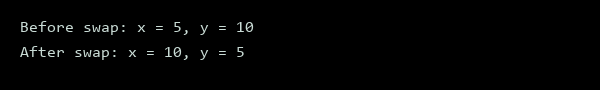 Before swap: x = 5, y = 10
After swap: x = 10, y = 5